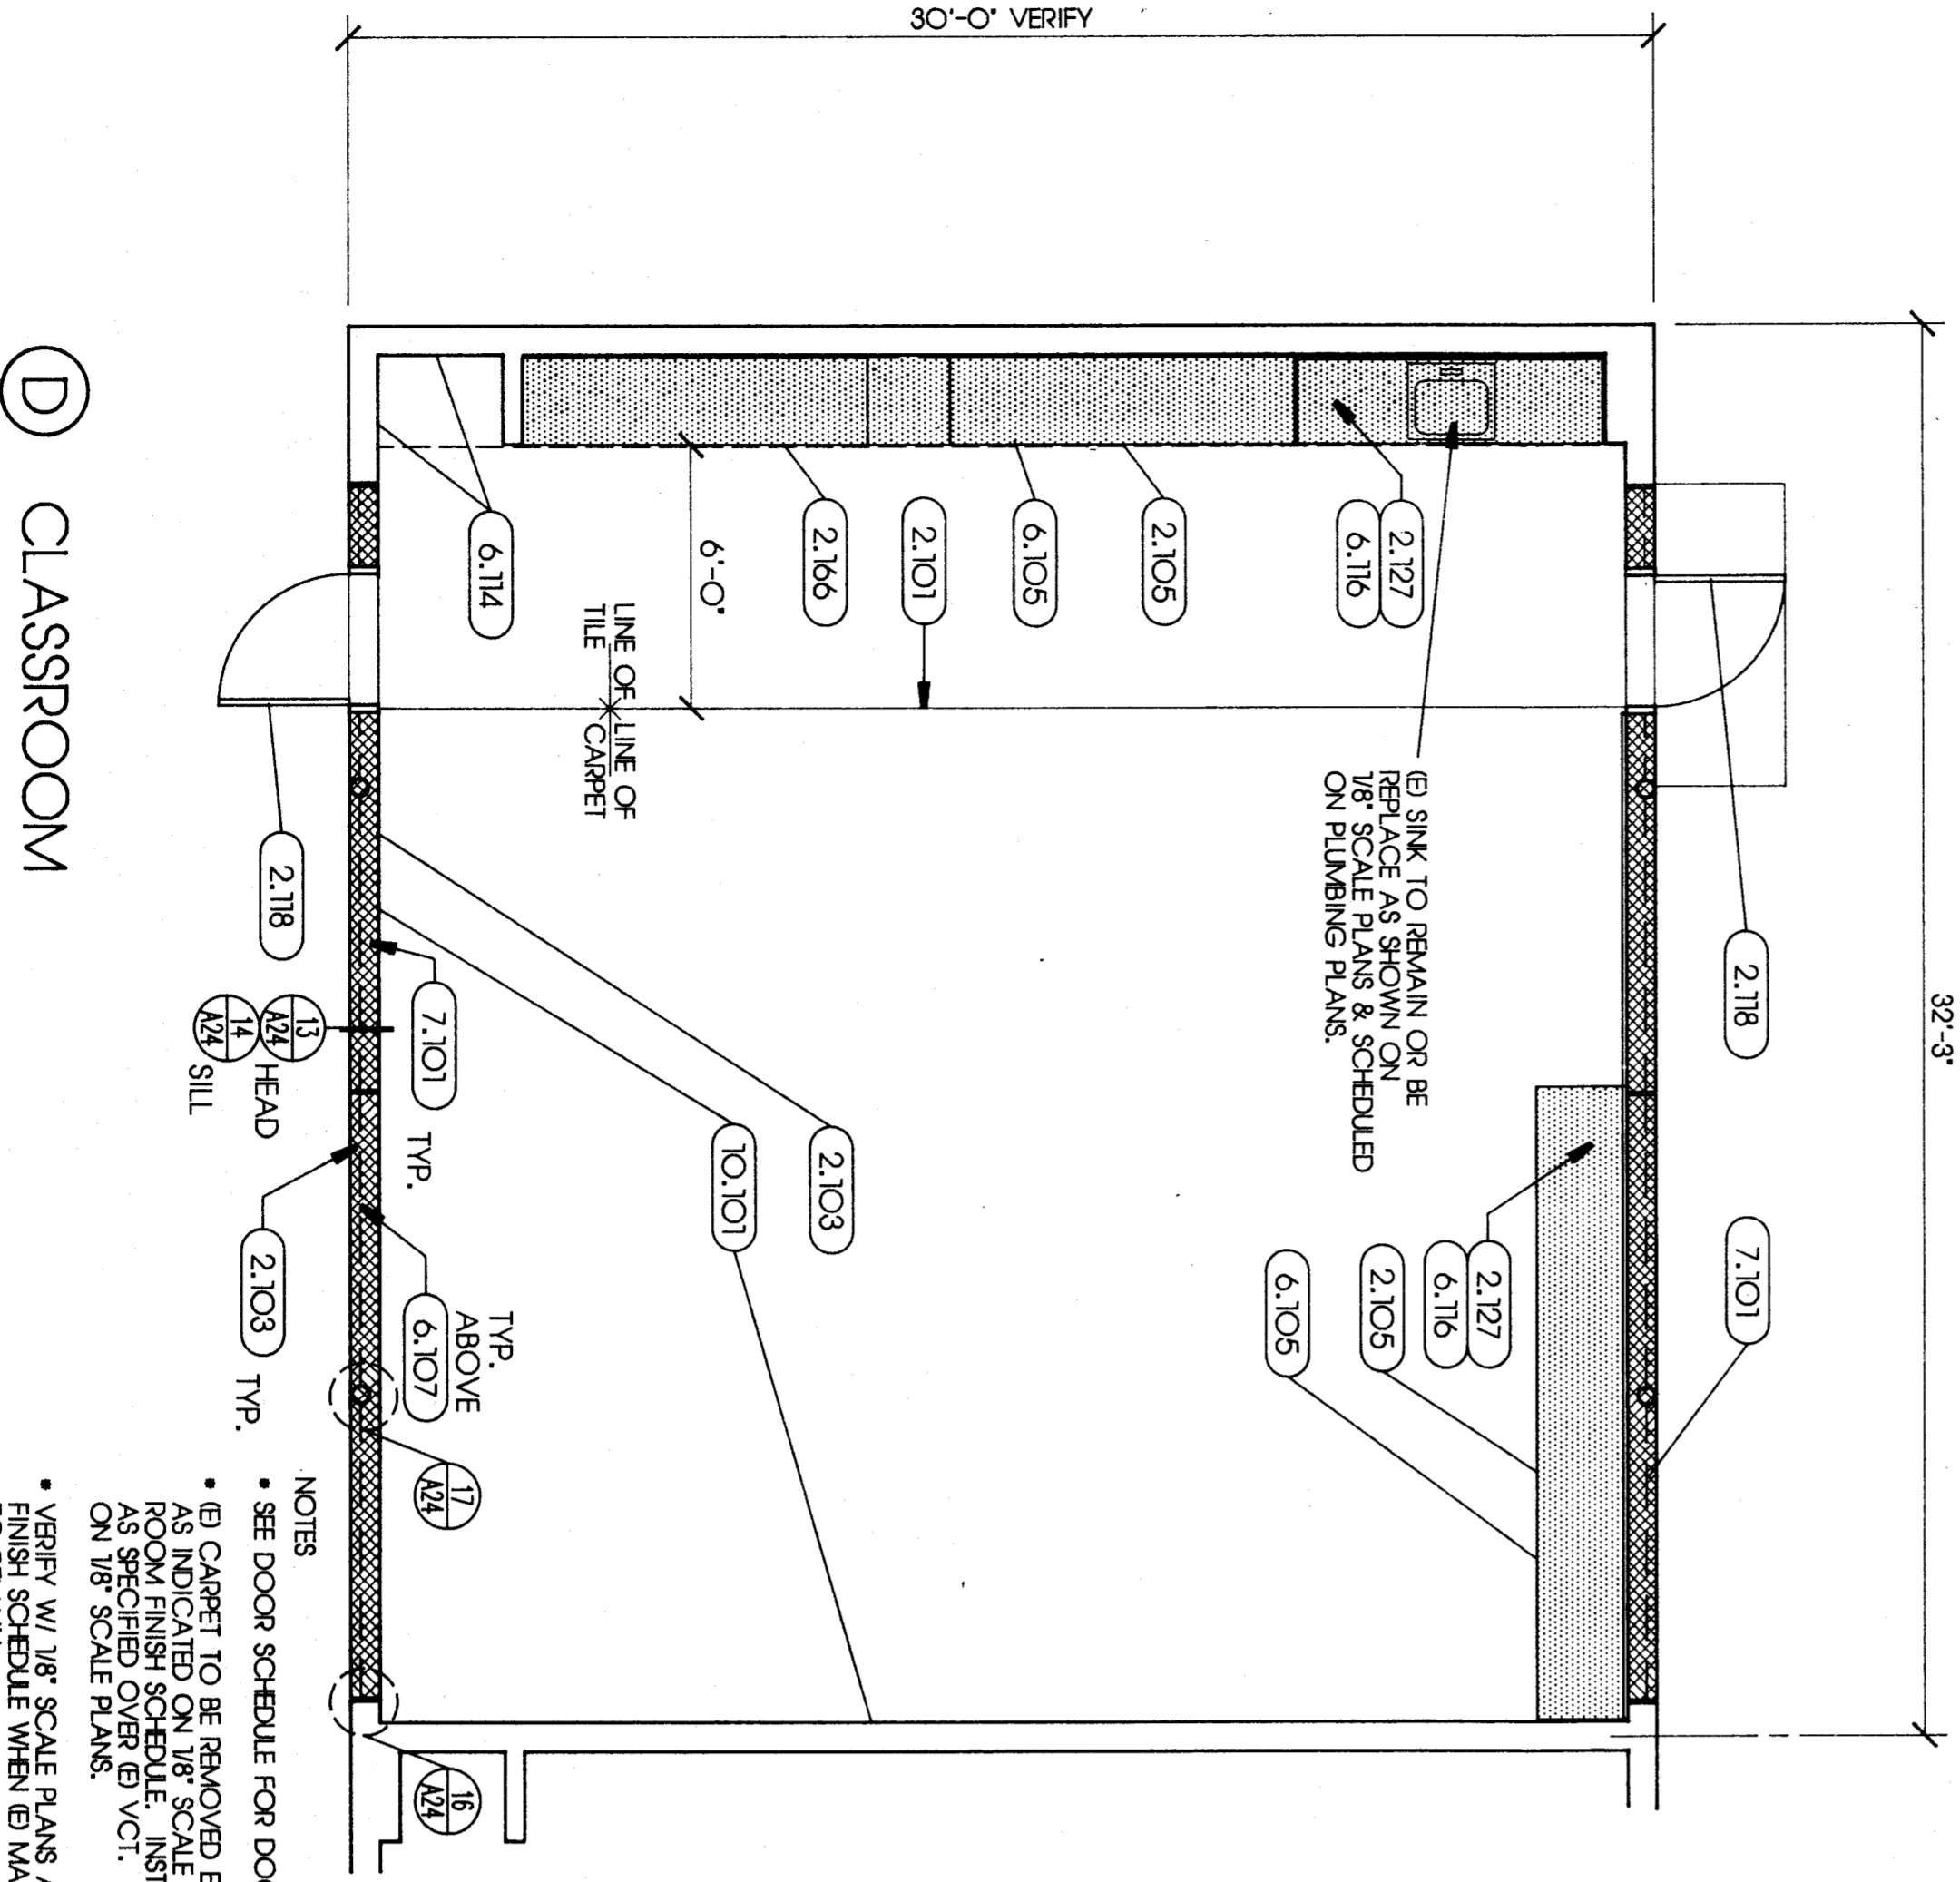 32'-3"
30'-0" VERIFY
2.118
7.101
2.127
6.116
2.105
6.105
2.166
2.101
6.105
2.105
2.127
6.116
(E) SINK TO REMAIN OR BE
REPLACE AS SHOWN ON
1/8" SCALE PLANS & SCHEDULED
ON PLUMBING PLANS.
6'-0"
6.114
LINE OF
TILE
LINE OF
CARPET
2.103
10.101
7.101
TYP.
TYP.
ABOVE
6.107
17
A24
16
A24
2.118
13
A24
HEAD
14
A24
SILL
2.103
TYP.
D
CLASSROOM
NOTES
• SEE DOOR SCHEDULE FOR
• (E) CARPET TO BE REMOVED
AS INDICATED ON 1/8" SCALE
ROOM FINISH SCHEDULE.
AS SPECIFIED OVER (E) VCT.
ON 1/8" SCALE PLANS.
• VERIFY W/ 1/8" SCALE PLANS
FINISH SCHEDULE WHEN (E)